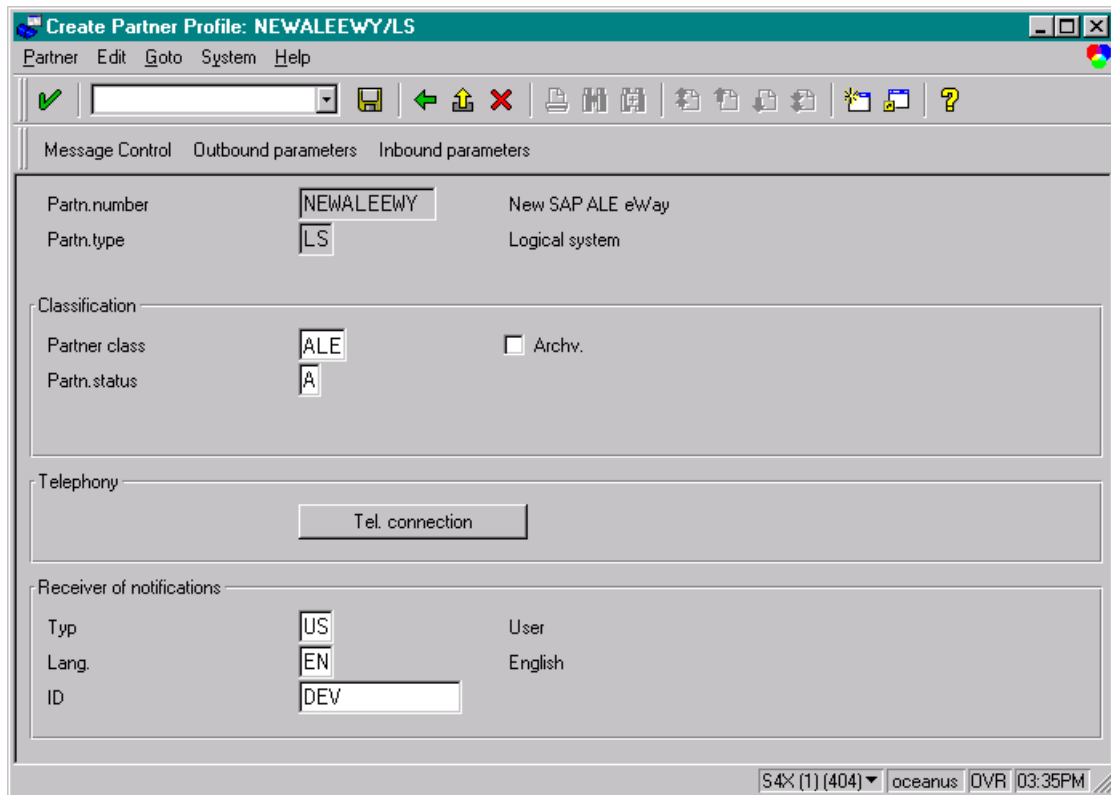 Create Partner Profile: NEWALEEWY/LS
Partner Edit Goto System Help
Message Control Outbound parameters Inbound parameters
Partn.number NEWALEEWY New SAP ALE eWay
Partn.type LS Logical system
Classification
Partner class ALE Archv.
Partn.status A
Telephony
Tel. connection
Receiver of notifications
Typ US User
Lang. EN English
ID DEV
S4X (1) (404) oceanus OVR 03:35PM